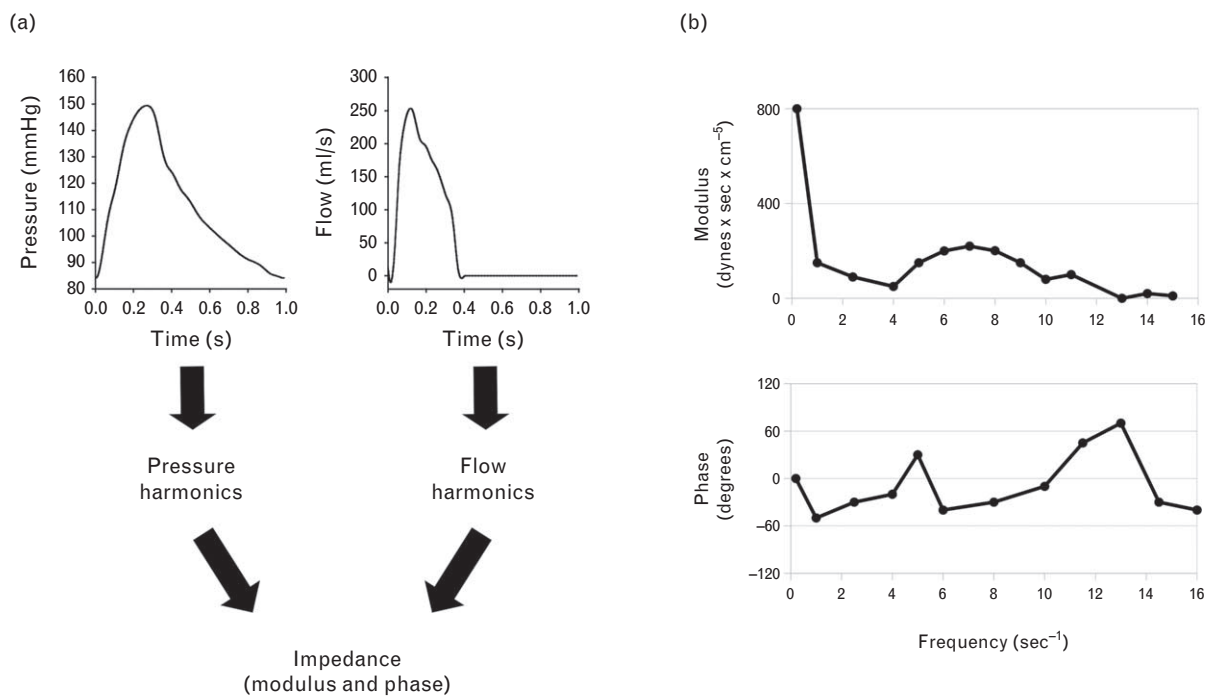 (a)
160
150
140
130
120
110
100
90
80
Pressure (mmHg)
0.0 0.2 0.4 0.6 0.8 1.0
Time (s)
300
250
200
150
100
50
0
Flow (ml/s)
0.0 0.2 0.4 0.6 0.8 1.0
Time (s)
Pressure
harmonics
Flow
harmonics
Impedance
(modulus and phase)
(b)
800
400
0
Modulus
(dynes x sec x cm⁻⁵)
0 2 4 6 8 10 12 14 16
120
60
0
−60
−120
Phase
(degrees)
0 2 4 6 8 10 12 14 16
Frequency (sec⁻¹)